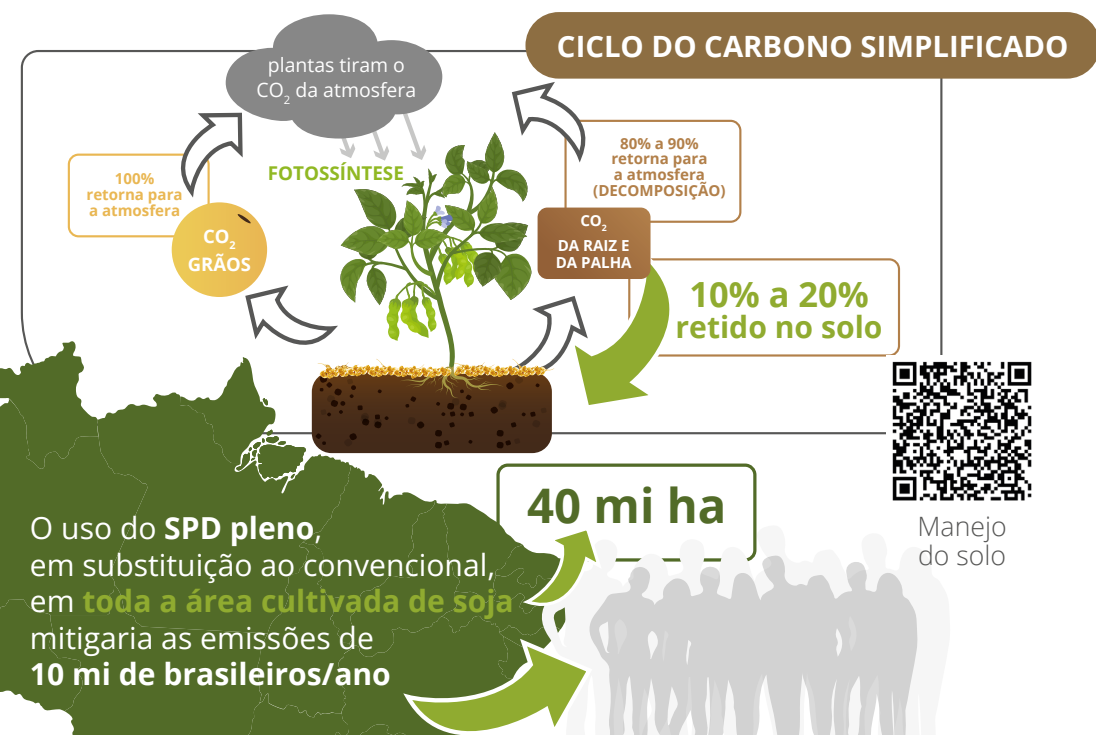 CICLO DO CARBONO SIMPLIFICADO
plantas tiram o
CO₂ da atmosfera
FOTOSSÍNTESE
100%
retorna para
a atmosfera
CO₂
GRÃOS
80% a 90%
retorna para
a atmosfera
(DECOMPOSIÇÃO)
CO₂
DA RAIZ E
DA PALHA
10% a 20%
retido no solo
Manejo
do solo
40 mi ha
O uso do SPD pleno,
em substituição ao convencional,
em toda a área cultivada de soja
mitigaria as emissões de
10 mi de brasileiros/ano